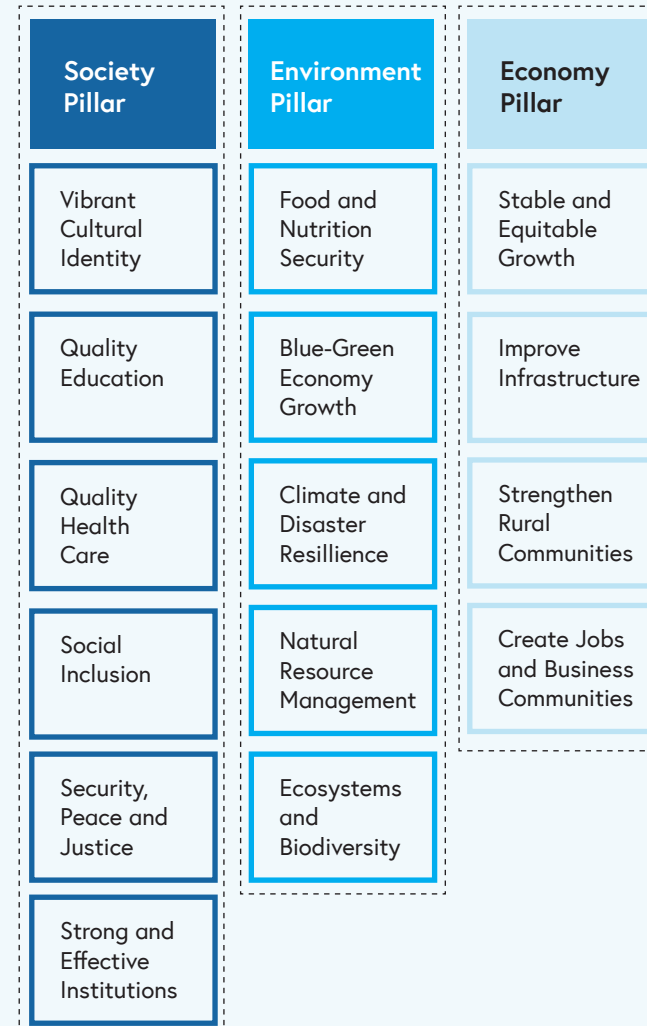 Society
Pillar
Vibrant
Cultural
Identity
Quality
Education
Quality
Health
Care
Social
Inclusion
Security,
Peace and
Justice
Strong and
Effective
Institutions
Environment
Pillar
Food and
Nutrition
Security
Blue-Green
Economy
Growth
Climate and
Disaster
Resillience
Natural
Resource
Management
Ecosystems
and
Biodiversity
Economy
Pillar
Stable and
Equitable
Growth
Improve
Infrastructure
Strengthen
Rural
Communities
Create Jobs
and Business
Communities